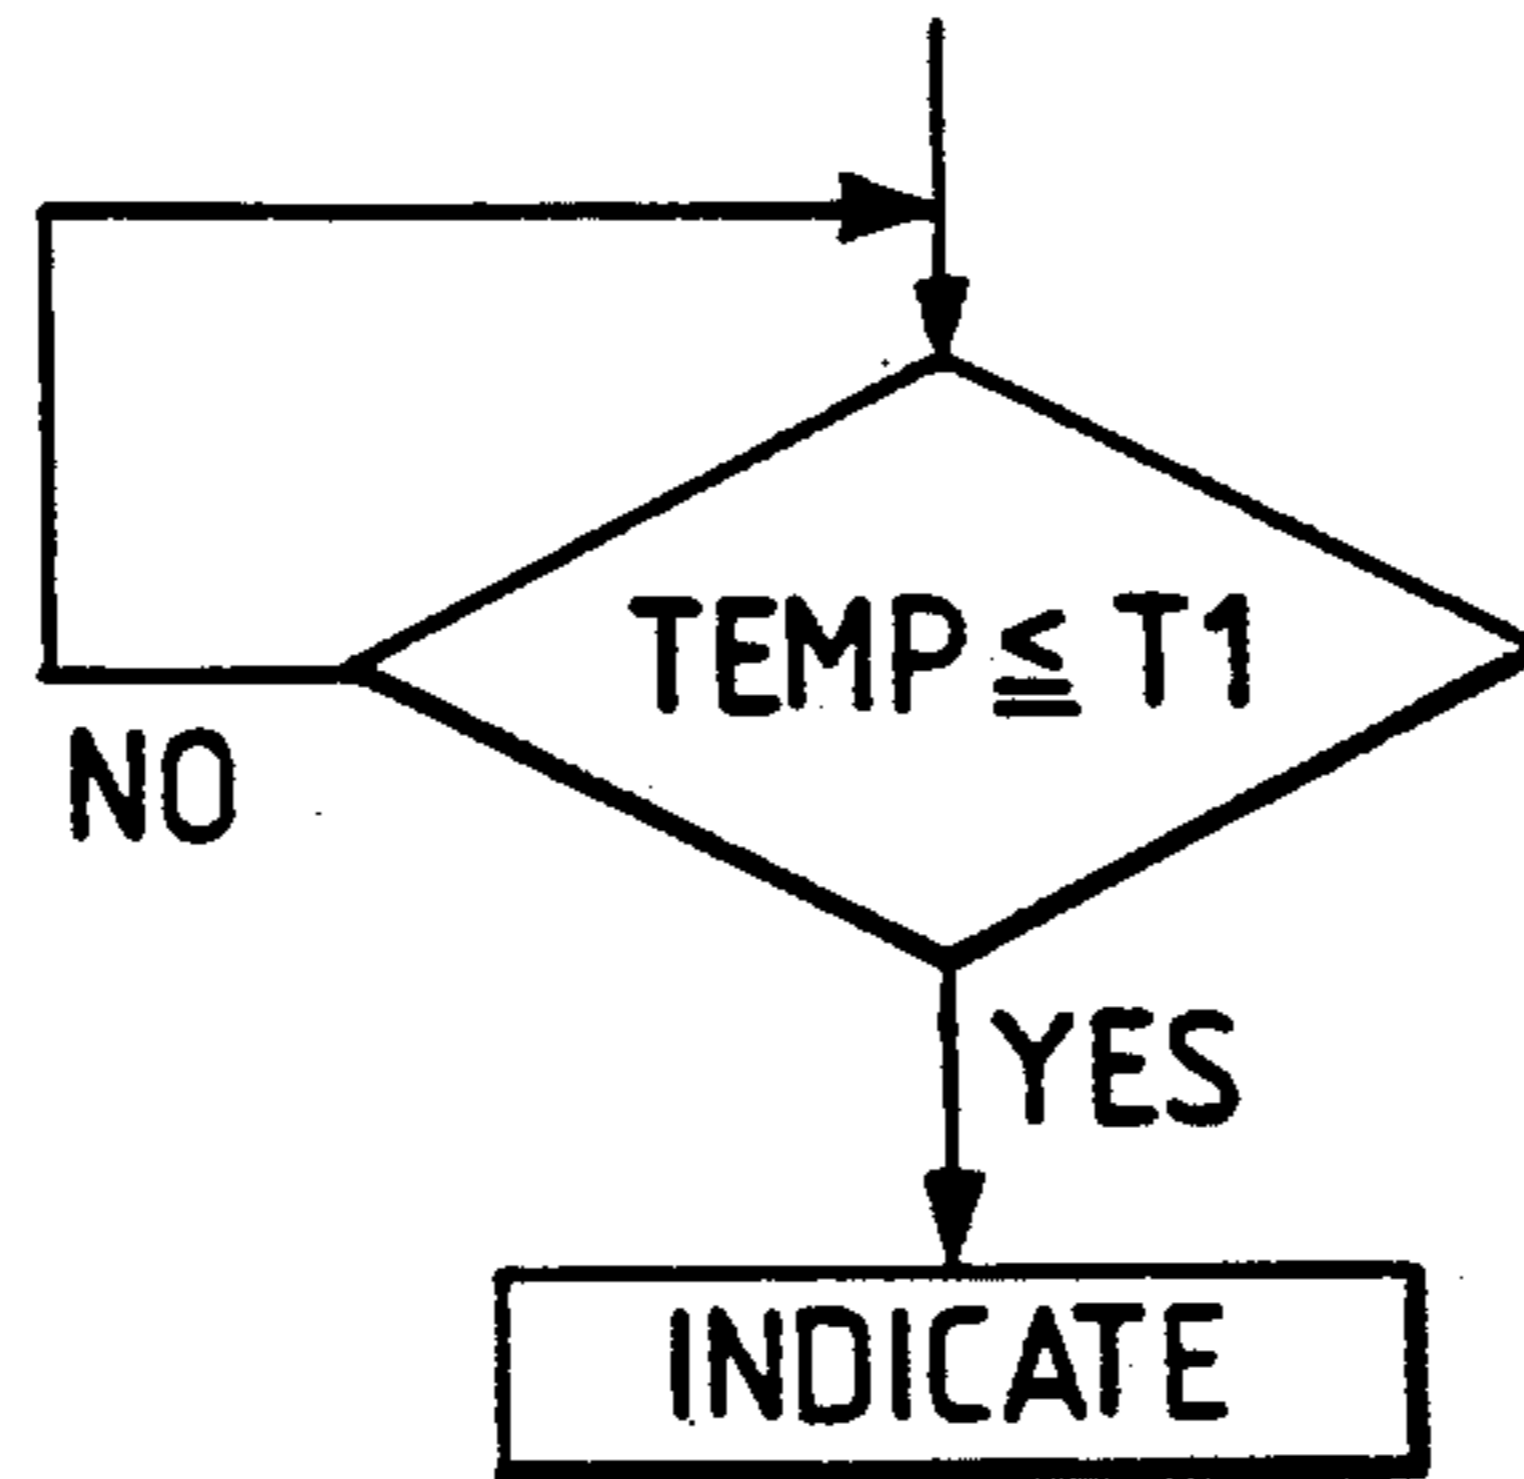 TEMP ≦ T1
NO
YES
INDICATE